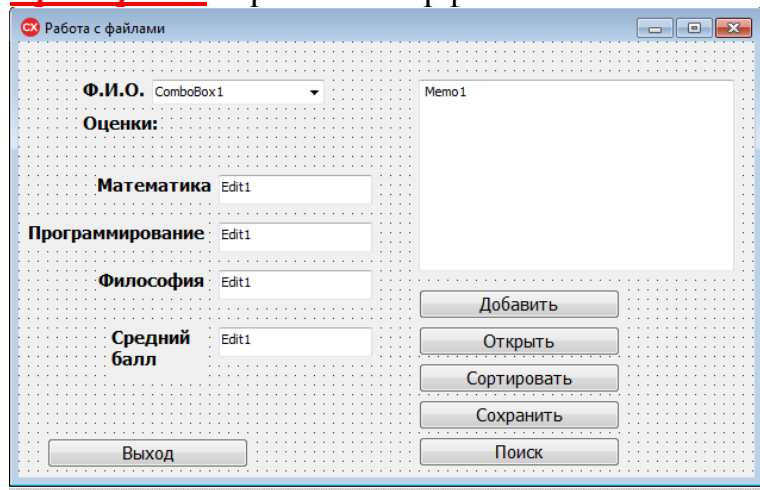 Работа с файлами
Ф.И.О. ComboBox1
Оценки:
Математика Edit1
Программирование Edit1
Философия Edit1
Средний балл Edit1
Выход
Memo1
Добавить
Открыть
Сортировать
Сохранить
Поиск